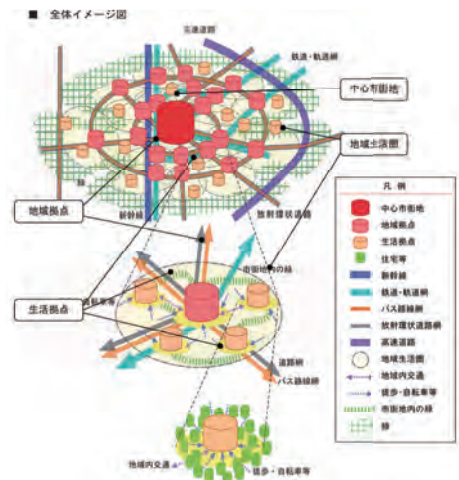 ■ 全体イメージ図
高速道路
鉄道・軌道網
中心市街地
地域生活圏
緑
地域拠点
新幹線
放射環状道路
市街地内の緑
生活拠点
自転車等
道路網
バス路線網
地域内交通
徒歩・自転車等
凡 例
中心市街地
地域拠点
生活拠点
住宅等
新幹線
鉄道・軌道網
バス路線網
放射環状道路網
高速道路
地域生活圏
地域内交通
徒歩・自転車等
市街地内の緑
緑